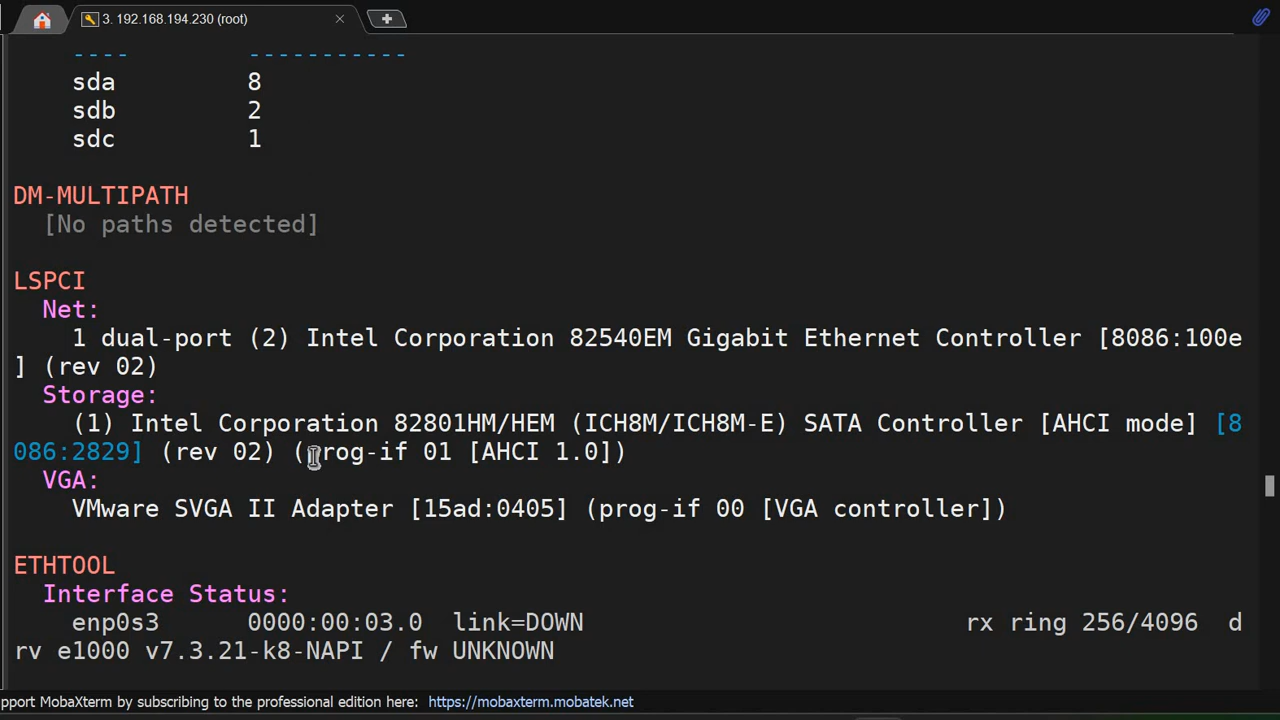 3. 192.168.194.230 (root)
---- -----------
sda 8
sdb 2
sdc 1
DM-MULTIPATH
[No paths detected]
LSPCI
Net:
1 dual-port (2) Intel Corporation 82540EM Gigabit Ethernet Controller [8086:100e
] (rev 02)
Storage:
(1) Intel Corporation 82801HM/HEM (ICH8M/ICH8M-E) SATA Controller [AHCI mode] [8
086:2829] (rev 02) (prog-if 01 [AHCI 1.0])
VGA:
VMware SVGA II Adapter [15ad:0405] (prog-if 00 [VGA controller])
ETHTOOL
Interface Status:
enp0s3 0000:00:03.0 link=DOWN rx ring 256/4096 d
rv e1000 v7.3.21-k8-NAPI / fw UNKNOWN
pport MobaXterm by subscribing to the professional edition here: https://mobaxterm.mobatek.net